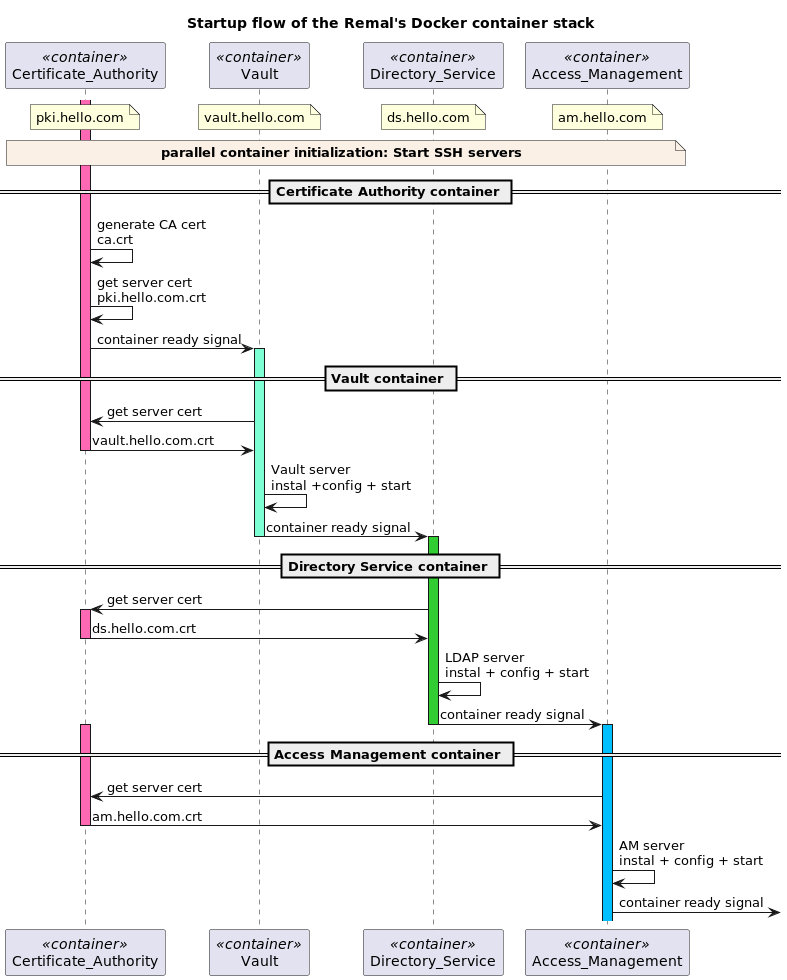 Startup flow of the Remal's Docker container stack
«container» «container» «container» «container»
Certificate_Authority Vault Directory_Service Access_Management
pki.hello.com vault.hello.com ds.hello.com am.hello.com
parallel container initialization: Start SSH servers
Certificate Authority container
generate CA cert
ca.crt
get server cert
pki.hello.com.crt
container ready signal
Vault container
get server cert
vault.hello.com.crt
Vault server
instal +config + start
container ready signal
Directory Service container
get server cert
ds.hello.com.crt
LDAP server
instal + config + start
container ready signal
Access Management container
get server cert
am.hello.com.crt
AM server
instal + config + start
container ready signal
«container» «container» «container» «container»
Certificate_Authority Vault Directory_Service Access_Management